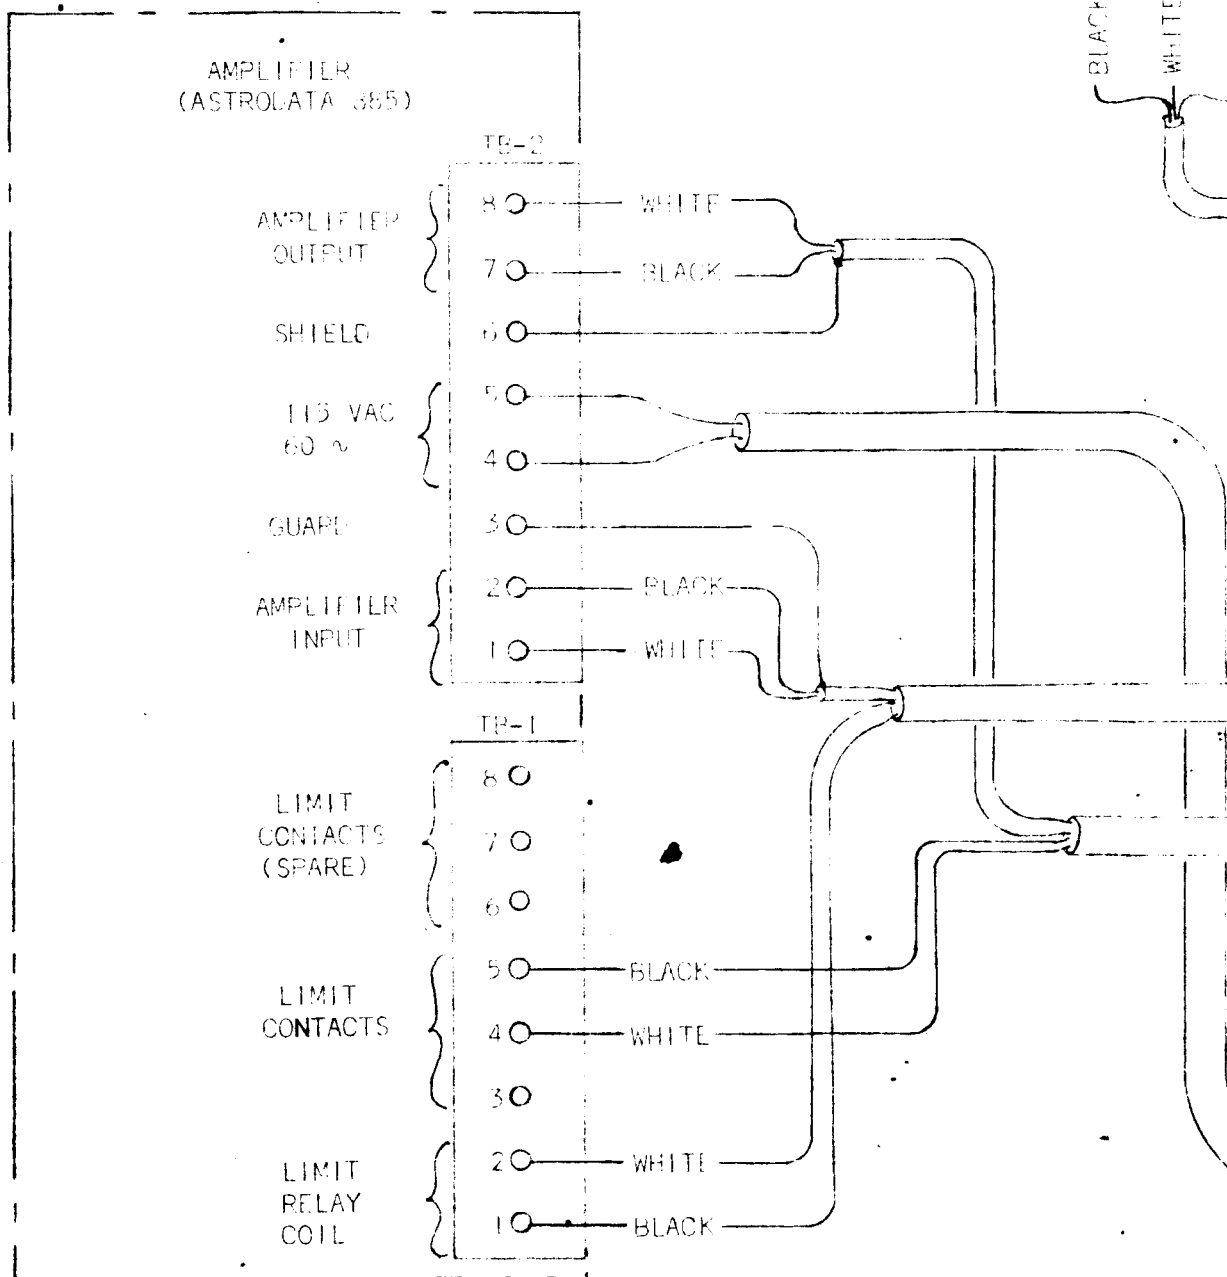 AMPLIFIER
(ASTRODATA 385)
BLACK
WHITE
TB-2
AMPLIFIER
OUTPUT
8 WHITE
7 BLACK
SHIELD
6
115 VAC
60 ~
5
4
GUARD
3
AMPLIFIER
INPUT
2 BLACK
1 WHITE
TB-1
LIMIT
CONTACTS
(SPARE)
8
7
6
LIMIT
CONTACTS
5 BLACK
4 WHITE
3
LIMIT
RELAY
COIL
2 WHITE
1 BLACK